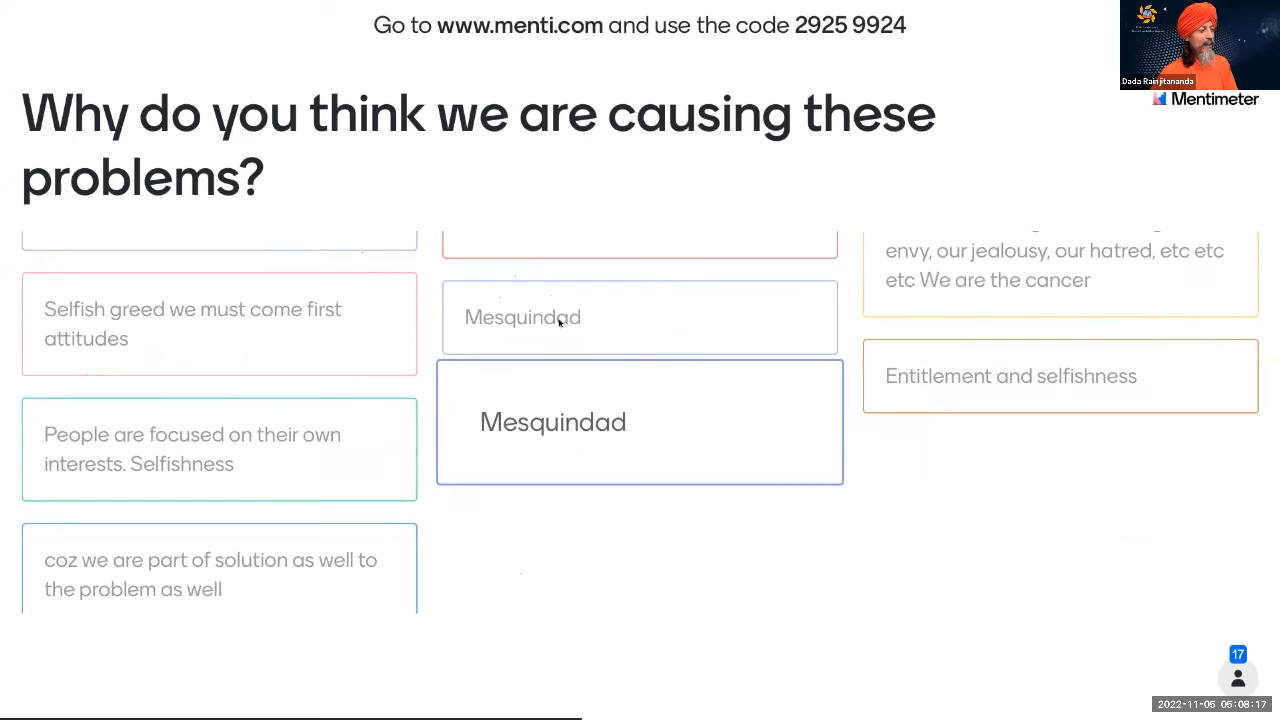 Go to www.menti.com and use the code 2925 9924
Dada Rainjitananda
Mentimeter
Why do you think we are causing these
problems?
Selfish greed we must come first
attitudes
People are focused on their own
interests. Selfishness
coz we are part of solution as well to
the problem as well
Mesquindad
Mesquindad
envy, our jealousy, our hatred, etc etc
etc We are the cancer
Entitlement and selfishness
17
2022-11-05 05:08:17